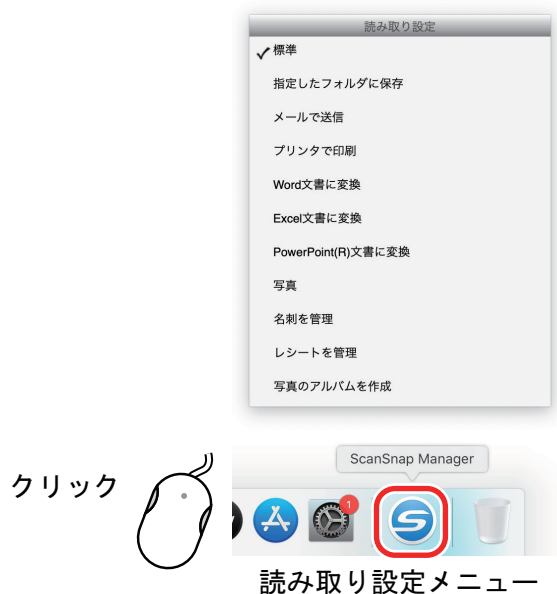 読み取り設定
標準
指定したフォルダに保存
メールで送信
プリンタで印刷
Word文書に変換
Excel文書に変換
PowerPoint(R)文書に変換
写真
名刺を管理
レシートを管理
写真のアルバムを作成
ScanSnap Manager
クリック
1
読み取り設定メニュー